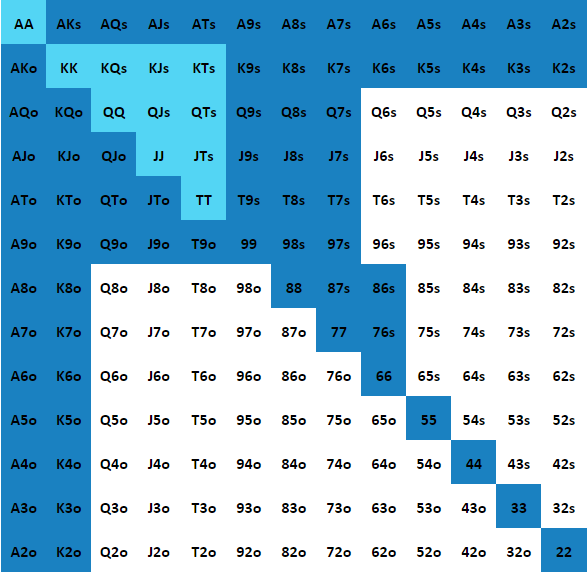 AA AKs AQs AJs ATs A9s A8s A7s A6s A5s A4s A3s A2s
AKo KK KQs KJs KTs K9s K8s K7s K6s K5s K4s K3s K2s
AQo KQo QQ QJs QTs Q9s Q8s Q7s Q6s Q5s Q4s Q3s Q2s
AJo KJo QJo JJ JTs J9s J8s J7s J6s J5s J4s J3s J2s
ATo KTo QTo JTo TT T9s T8s T7s T6s T5s T4s T3s T2s
A9o K9o Q9o J9o T9o 99 98s 97s 96s 95s 94s 93s 92s
A8o K8o Q8o J8o T8o 98o 88 87s 86s 85s 84s 83s 82s
A7o K7o Q7o J7o T7o 97o 87o 77 76s 75s 74s 73s 72s
A6o K6o Q6o J6o T6o 96o 86o 76o 66 65s 64s 63s 62s
A5o K5o Q5o J5o T5o 95o 85o 75o 65o 55 54s 53s 52s
A4o K4o Q4o J4o T4o 94o 84o 74o 64o 54o 44 43s 42s
A3o K3o Q3o J3o T3o 93o 83o 73o 63o 53o 43o 33 32s
A2o K2o Q2o J2o T2o 92o 82o 72o 62o 52o 42o 32o 22